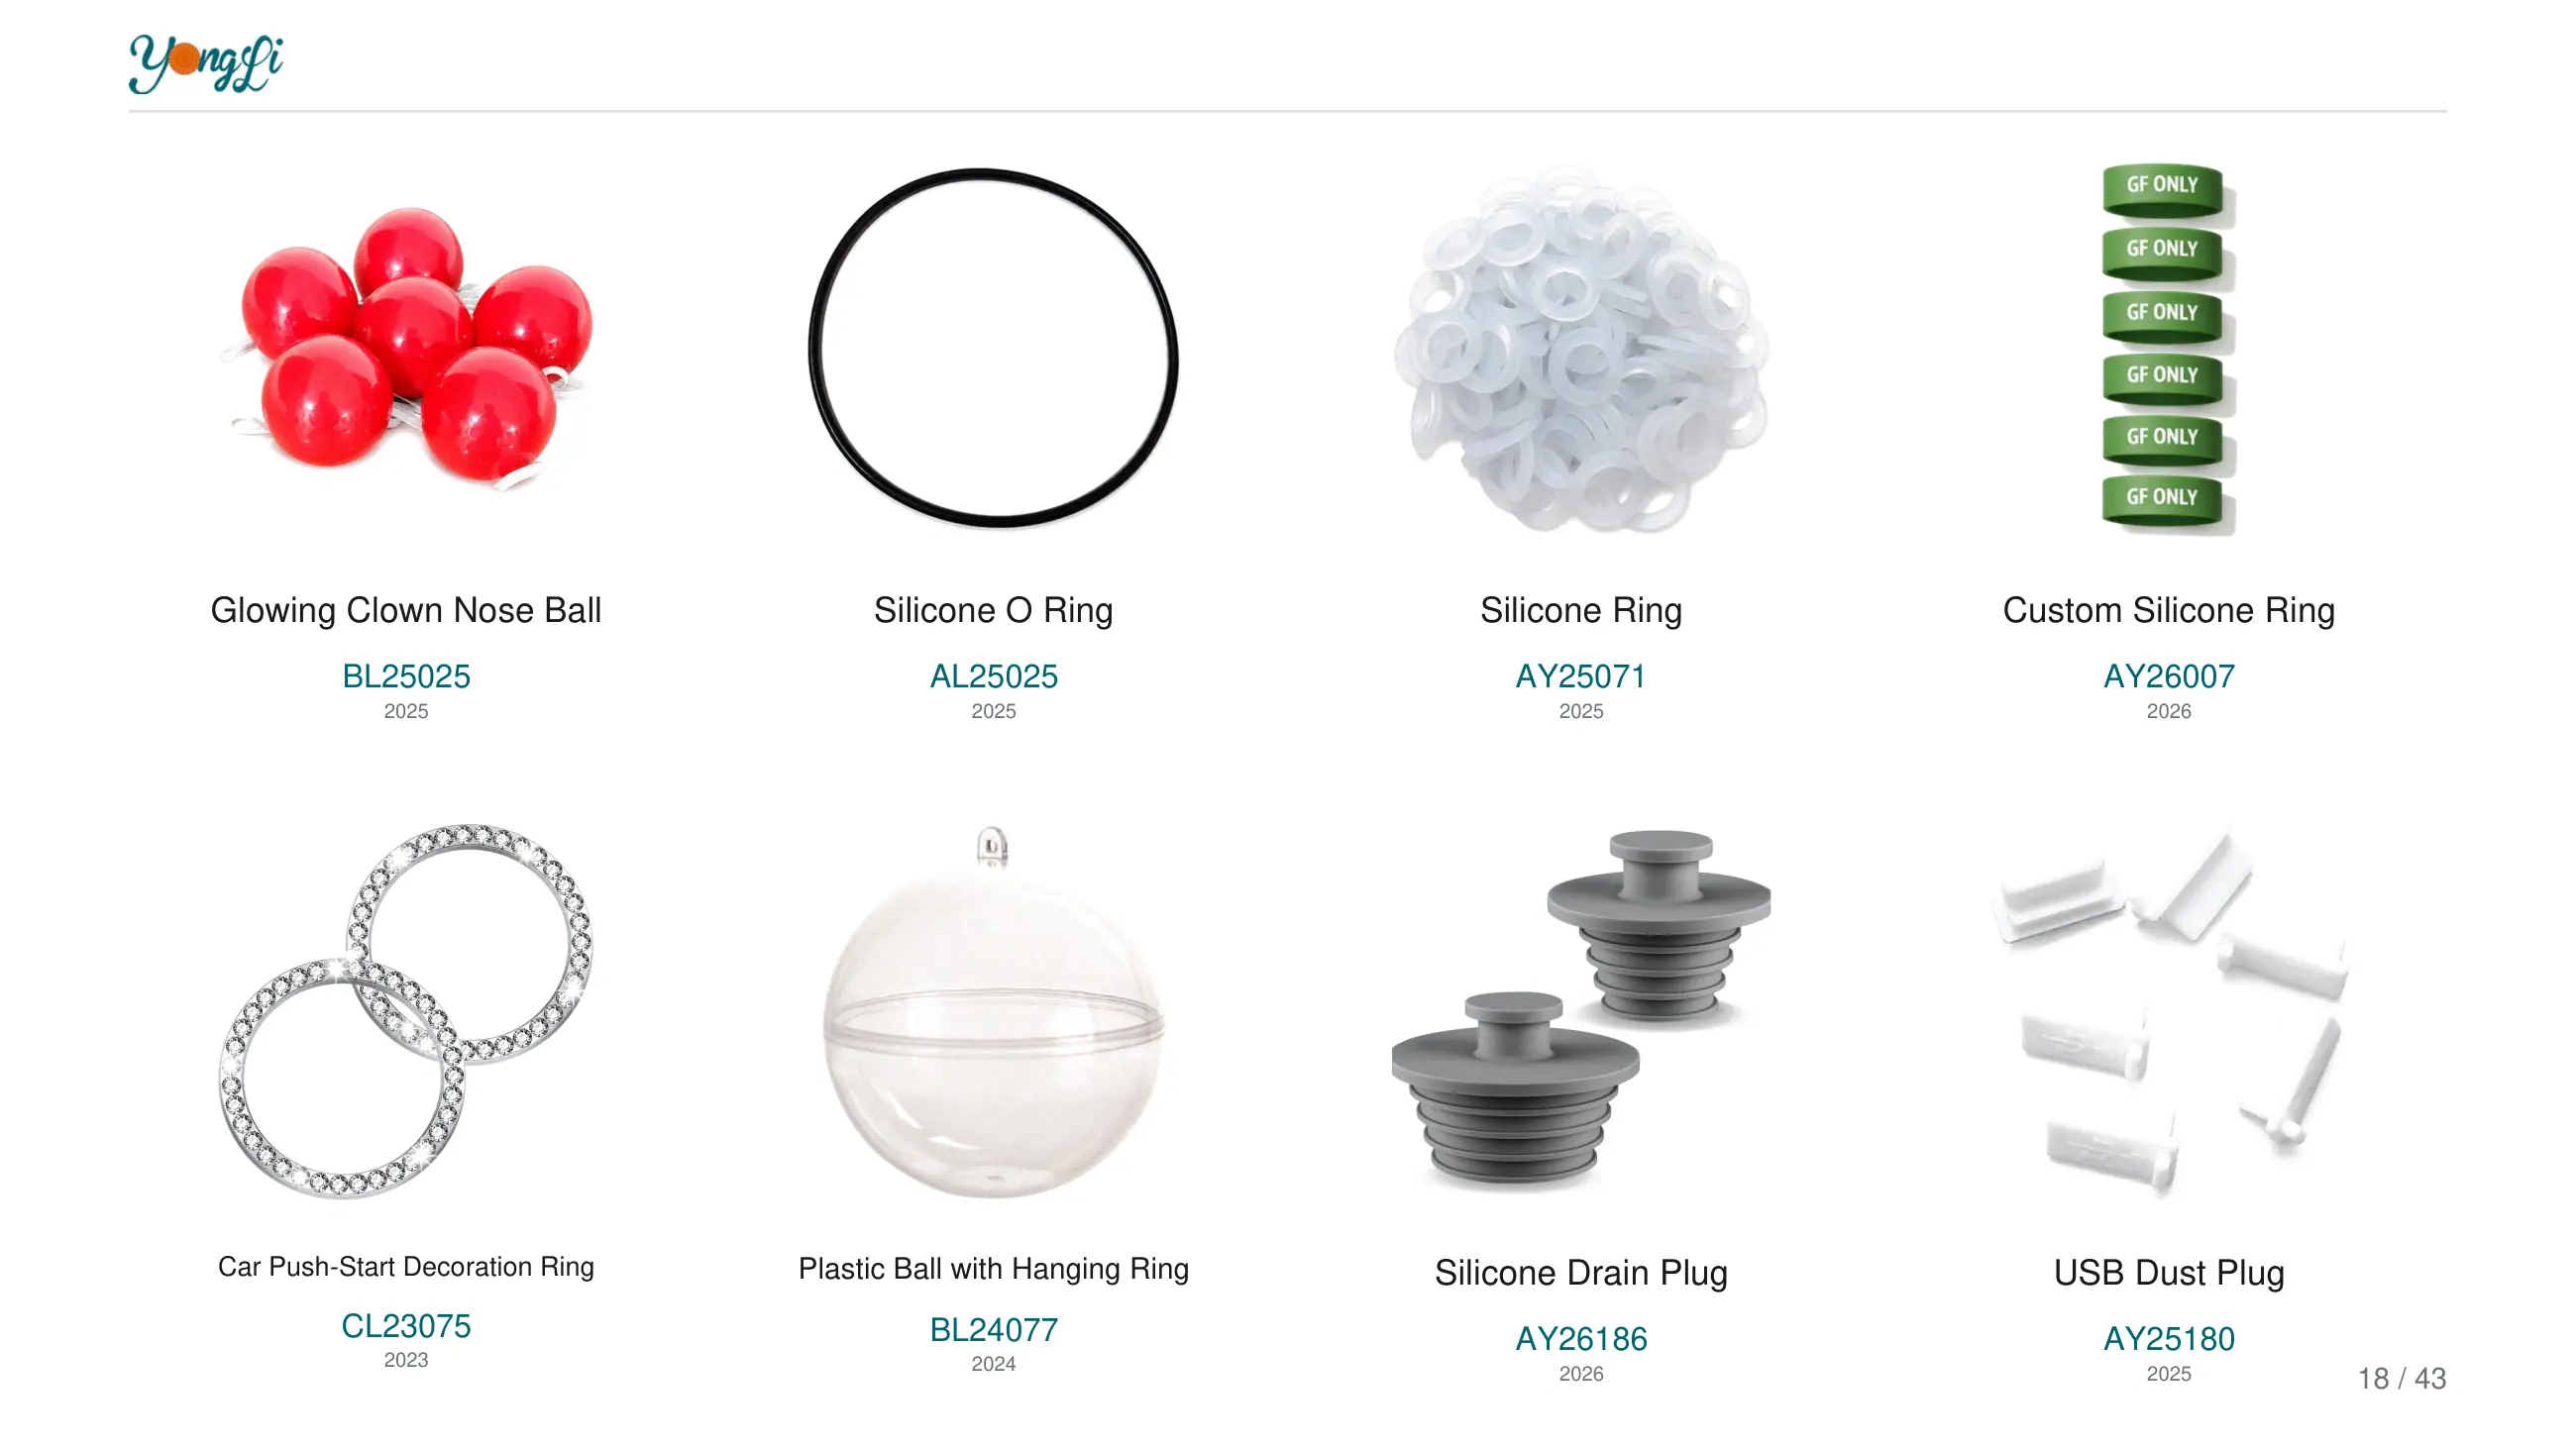 YongLi
GF ONLY
GF ONLY
GF ONLY
GF ONLY
GF ONLY
GF ONLY
Glowing Clown Nose Ball
BL25025
2025
Silicone O Ring
AL25025
2025
Silicone Ring
AY25071
2025
Custom Silicone Ring
AY26007
2026
Car Push-Start Decoration Ring
CL23075
2023
Plastic Ball with Hanging Ring
BL24077
2024
Silicone Drain Plug
AY26186
2026
USB Dust Plug
AY25180
2025
18 / 43